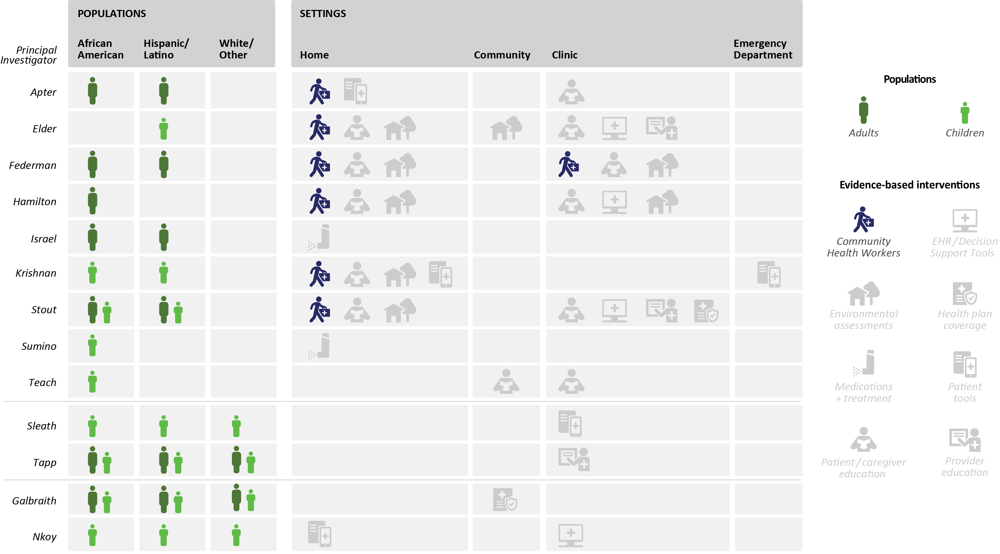 POPULATIONS
SETTINGS
Principal
Investigator
African
American
Hispanic/
Latino
White/
Other
Home
Community
Clinic
Emergency
Department
Apter
Elder
Federman
Hamilton
Israel
Krishnan
Stout
Sumino
Teach
Sleath
Tapp
Galbraith
Nkoy
Populations
Adults
Children
Evidence-based interventions
Community
Health Workers
EHR / Decision
Support Tools
Environmental
assessments
Health plan
coverage
Medications
+ treatment
Patient
tools
Patient / caregiver
education
Provider
education